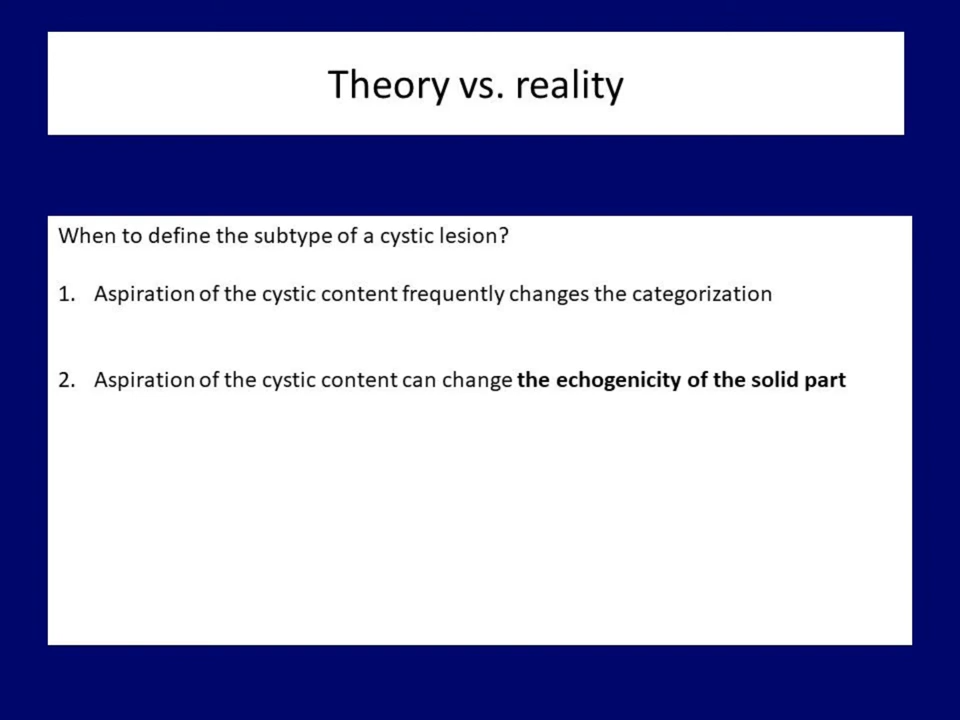 Theory vs. reality
When to define the subtype of a cystic lesion?
1. Aspiration of the cystic content frequently changes the categorization
2. Aspiration of the cystic content can change the echogenicity of the solid part